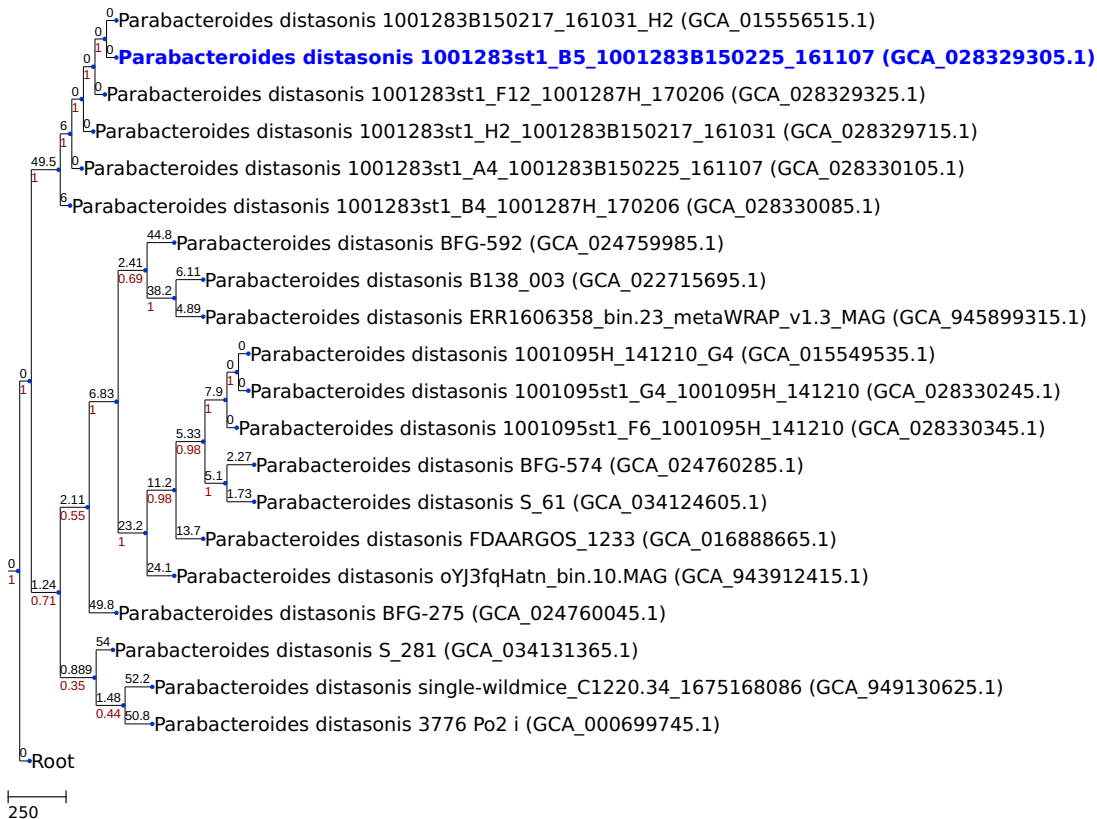 0
Parabacteroides distasonis 1001283B150217_161031_H2 (GCA_015556515.1)
0
1
0
Parabacteroides distasonis 1001283st1_B5_1001283B150225_161107 (GCA_028329305.1)
0
1
0
Parabacteroides distasonis 1001283st1_F12_1001287H_170206 (GCA_028329325.1)
0
1
0
Parabacteroides distasonis 1001283st1_H2_1001283B150217_161031 (GCA_028329715.1)
6
1
0
Parabacteroides distasonis 1001283st1_A4_1001283B150225_161107 (GCA_028330105.1)
49.5
1
6
Parabacteroides distasonis 1001283st1_B4_1001287H_170206 (GCA_028330085.1)
44.8
Parabacteroides distasonis BFG-592 (GCA_024759985.1)
2.41
0.69
6.11
Parabacteroides distasonis B138_003 (GCA_022715695.1)
38.2
1
4.89
Parabacteroides distasonis ERR1606358_bin.23_metaWRAP_v1.3_MAG (GCA_945899315.1)
0
Parabacteroides distasonis 1001095H_141210_G4 (GCA_015549535.1)
0
1
0
1
0
Parabacteroides distasonis 1001095st1_G4_1001095H_141210 (GCA_028330245.1)
6.83
1
7.9
1
0
Parabacteroides distasonis 1001095st1_F6_1001095H_141210 (GCA_028330345.1)
5.33
0.98
2.27
Parabacteroides distasonis BFG-574 (GCA_024760285.1)
5.1
1
11.2
0.98
1.73
Parabacteroides distasonis S_61 (GCA_034124605.1)
2.11
0.55
23.2
1
13.7
Parabacteroides distasonis FDAARGOS_1233 (GCA_016888665.1)
0
1
24.1
Parabacteroides distasonis oYJ3fqHatn_bin.10.MAG (GCA_943912415.1)
1.24
0.71
49.8
Parabacteroides distasonis BFG-275 (GCA_024760045.1)
54
Parabacteroides distasonis S_281 (GCA_034131365.1)
0.889
0.35
52.2
Parabacteroides distasonis single-wildmice_C1220.34_1675168086 (GCA_949130625.1)
1.48
0.44
50.8
Parabacteroides distasonis 3776 Po2 i (GCA_000699745.1)
0
Root
250